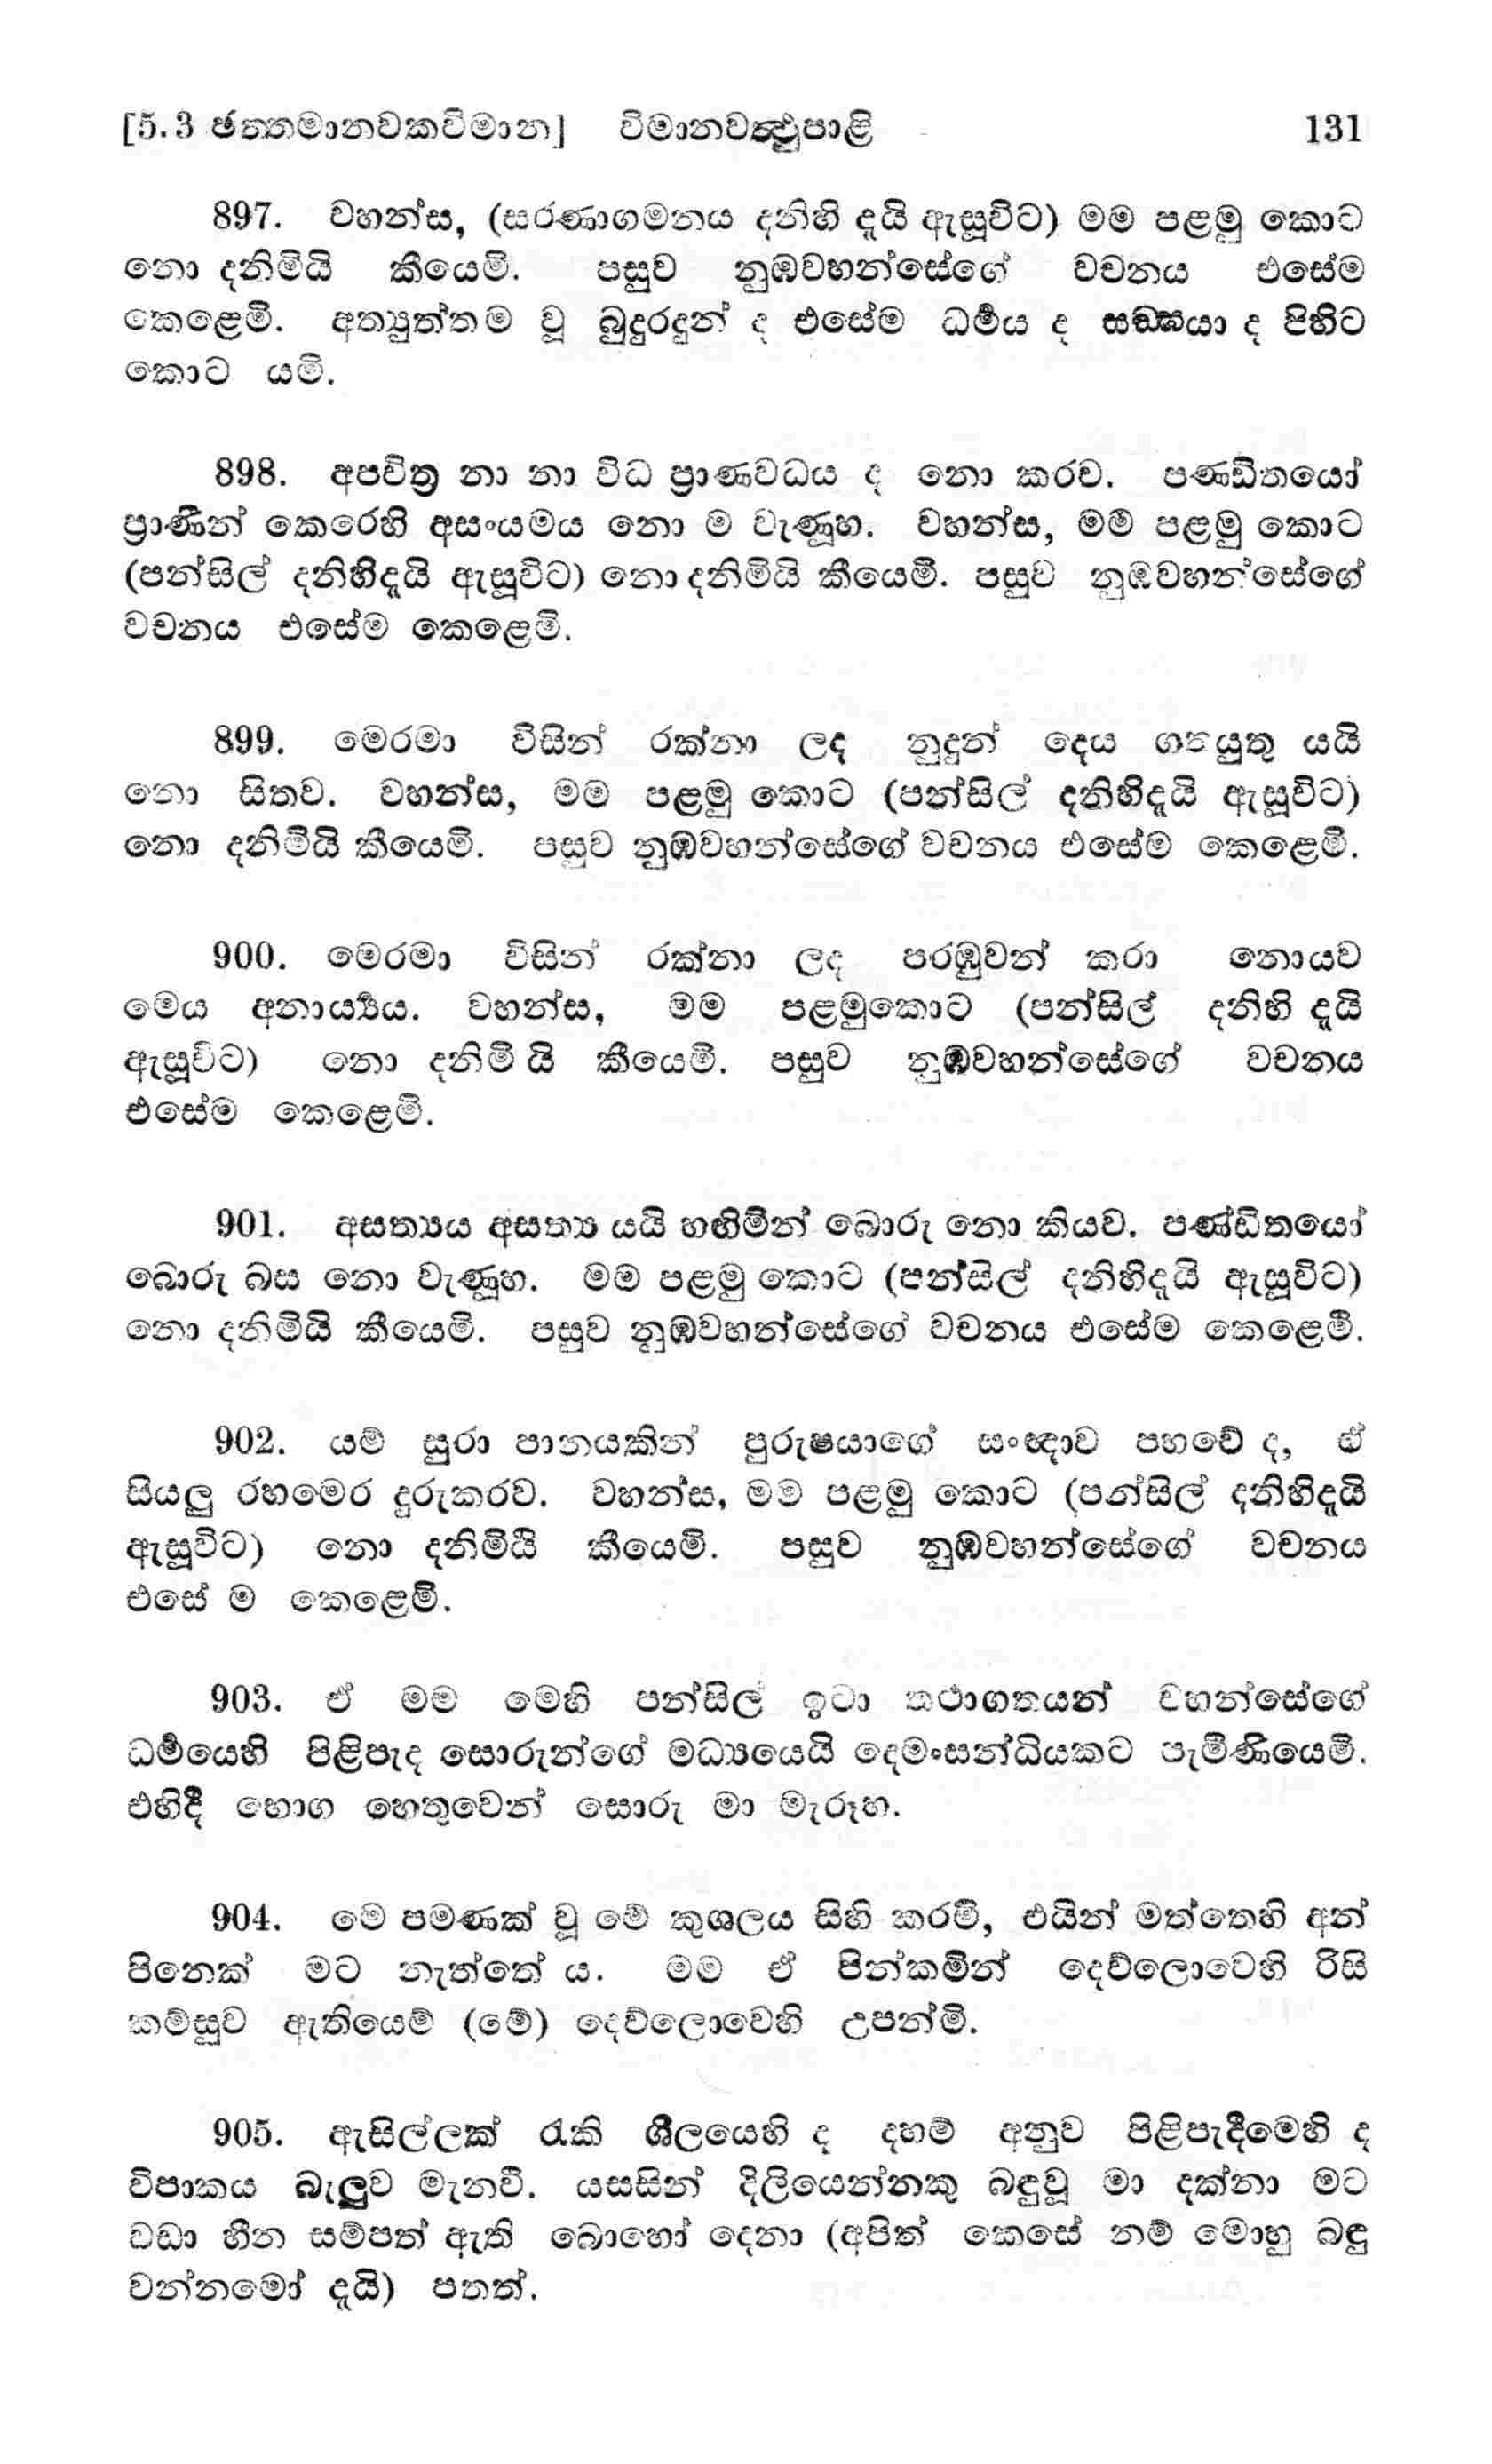 [5.3 ඡත්තමානවකවිමාන] විමානවත්ථුපාළි 131
897. වහන්ස, (සරණාගමනය දනිහි දැයි ඇසූවිට) මම පළමු කොට
නො දනිමියි කීයෙමි. පසුව නුඹවහන්සේගේ වචනය එසේම
කෙළෙමි. අත්‍යුත්තම වූ බුදුරදුන් ද එසේම ධර්‍මය ද සඞ්ඝයා ද පිහිට
කොට යමි.
898. අපවිත්‍ර නා නා විධ ප්‍රාණවධය ද නො කරව. පණ්ඩිතයෝ
ප්‍රාණීන් කෙරෙහි අසංයමය නො ම වැණූහ. වහන්ස, මම පළමු කොට
(පන්සිල් දනිහිදැයි ඇසූවිට) නො දනිමියි කීයෙමි. පසුව නුඹවහන්සේගේ
වචනය එසේම කෙළෙමි.
899. මෙරමා විසින් රක්නා ලද නුදුන් දෙය ගතයුතු යයි
නො සිතව. වහන්ස, මම පළමු කොට (පන්සිල් දනිහිදැයි ඇසූවිට)
නො දනිමියි කීයෙමි. පසුව නුඹවහන්සේගේ වචනය එසේම කෙළෙමි.
900. මෙරමා විසින් රක්නා ලද පරඹුවන් කරා නොයව
මෙය අනාර්‍ය්‍යය. වහන්ස, මම පළමුකොට (පන්සිල් දනිහි දැයි
ඇසූවිට) නො දනිමි යි කීයෙමි. පසුව නුඹවහන්සේගේ වචනය
එසේම කෙළෙමි.
901. අසත්‍යය අසත්‍ය යයි හඟිමින් බොරු නො කියව. පණ්ඩිතයෝ
බොරු බස නො වැණූහ. මම පළමු කොට (පන්සිල් දනිහිදැයි ඇසූවිට)
නො දනිමියි කීයෙමි. පසුව නුඹවහන්සේගේ වචනය එසේම කෙළෙමි.
902. යම් සුරා පානයකින් පුරුෂයාගේ සංඥාව පහවේ ද, ඒ
සියලු රහමෙර දුරුකරව. වහන්ස, මම පළමු කොට (පන්සිල් දනිහිදැයි
ඇසූවිට) නො දනිමියි කීයෙමි. පසුව නුඹවහන්සේගේ වචනය
එසේ ම කෙළෙමි.
903. ඒ මම මෙහි පන්සිල් ඉටා තථාගතයන් වහන්සේගේ
ධර්‍මයෙහි පිළිපැද සොරුන්ගේ මධ්‍යයෙයි දෙමංසන්ධියකට පැමිණියෙමි.
එහිදී භොග හෙතුවෙන් සොරු මා මැරූහ.
904. මෙ පමණක් වූ මේ කුශලය සිහි කරමි, එයින් මත්තෙහි අන්
පිනෙක් මට නැත්තේ ය. මම ඒ පින්කමින් දෙව්ලොවෙහි රිසි
කම්සුව ඇතියෙම් (මේ) දෙව්ලොවෙහි උපන්මි.
905. ඇසිල්ලක් රැකි ශීලයෙහි ද දහම් අනුව පිළිපැදීමෙහි ද
විපාකය බැලුව මැනවි. යසසින් දිලියෙන්නකු බඳුවූ මා දක්නා මට
වඩා හීන සම්පත් ඇති බොහෝ දෙනා (අපිත් කෙසේ නම් මොහු බඳු
වන්නමෝ දැයි) පතත්.